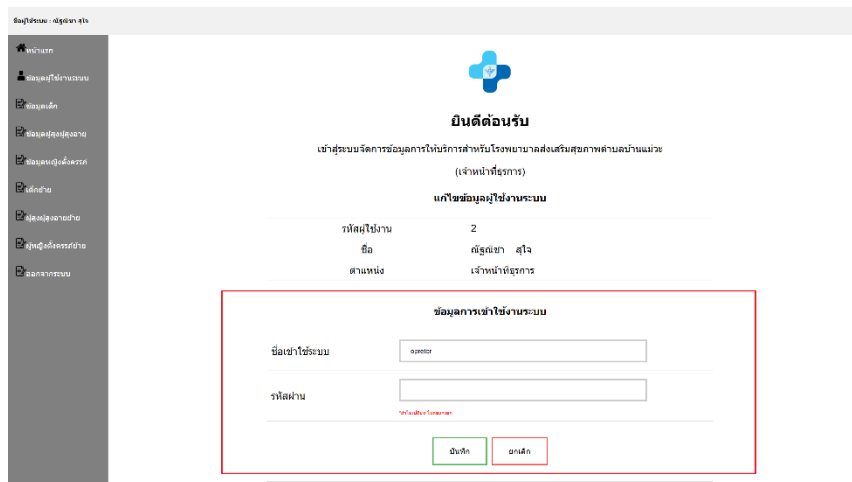 ชื่อผู้ใช้ระบบ : ณัฐณิชา สุใจ
หน้าแรก
ข้อมูลผู้ใช้งานระบบ
ข้อมูลเด็ก
ข้อมูลผู้สูงผู้สูงอายุ
ข้อมูลหญิงตั้งครรภ์
เด็กย้าย
ผู้สูงผู้สูงอายุย้าย
ผู้หญิงตั้งครรภ์ย้าย
ออกจากระบบ
ยินดีต้อนรับ
เข้าสู่ระบบจัดการข้อมูลการให้บริการสำหรับโรงพยาบาลส่งเสริมสุขภาพตำบลบ้านแม่วะ
(เจ้าหน้าที่ธุรการ)
แก้ไขข้อมูลผู้ใช้งานระบบ
รหัสผู้ใช้งาน 2
ชื่อ ณัฐณิชา สุใจ
ตำแหน่ง เจ้าหน้าที่ธุรการ
ข้อมูลการเข้าใช้งานระบบ
ชื่อเข้าใช้ระบบ opretor
รหัสผ่าน
บันทึก ยกเลิก